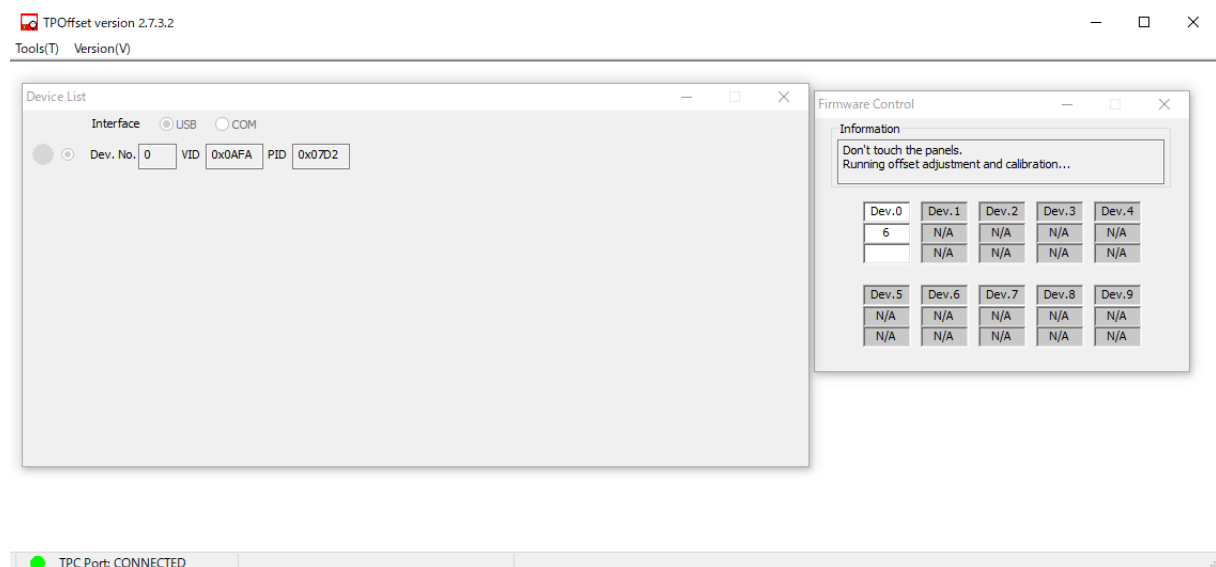 TPOffset version 2.7.3.2
Tools(T) Version(V)
Device List
Interface USB COM
Dev. No. 0 VID 0x0AFA PID 0x07D2
Firmware Control
Information
Don't touch the panels.
Running offset adjustment and calibration...
Dev.0 Dev.1 Dev.2 Dev.3 Dev.4
6 N/A N/A N/A N/A
N/A N/A N/A N/A
Dev.5 Dev.6 Dev.7 Dev.8 Dev.9
N/A N/A N/A N/A N/A
N/A N/A N/A N/A N/A
TPC Port: CONNECTED